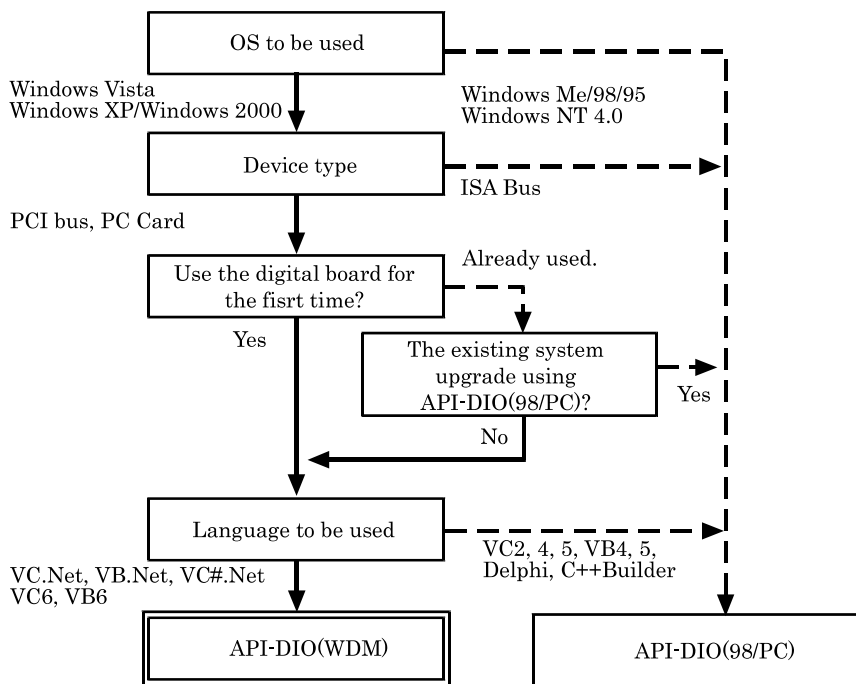 OS to be used
Windows Vista
Windows XP/Windows 2000
Windows Me/98/95
Windows NT 4.0
Device type
ISA Bus
PCI bus, PC Card
Use the digital board for
the fisrt time?
Already used.
Yes
The existing system
upgrade using
API-DIO(98/PC)?
Yes
No
Language to be used
VC2, 4, 5, VB4, 5,
Delphi, C++Builder
VC.Net, VB.Net, VC#.Net
VC6, VB6
API-DIO(WDM)
API-DIO(98/PC)